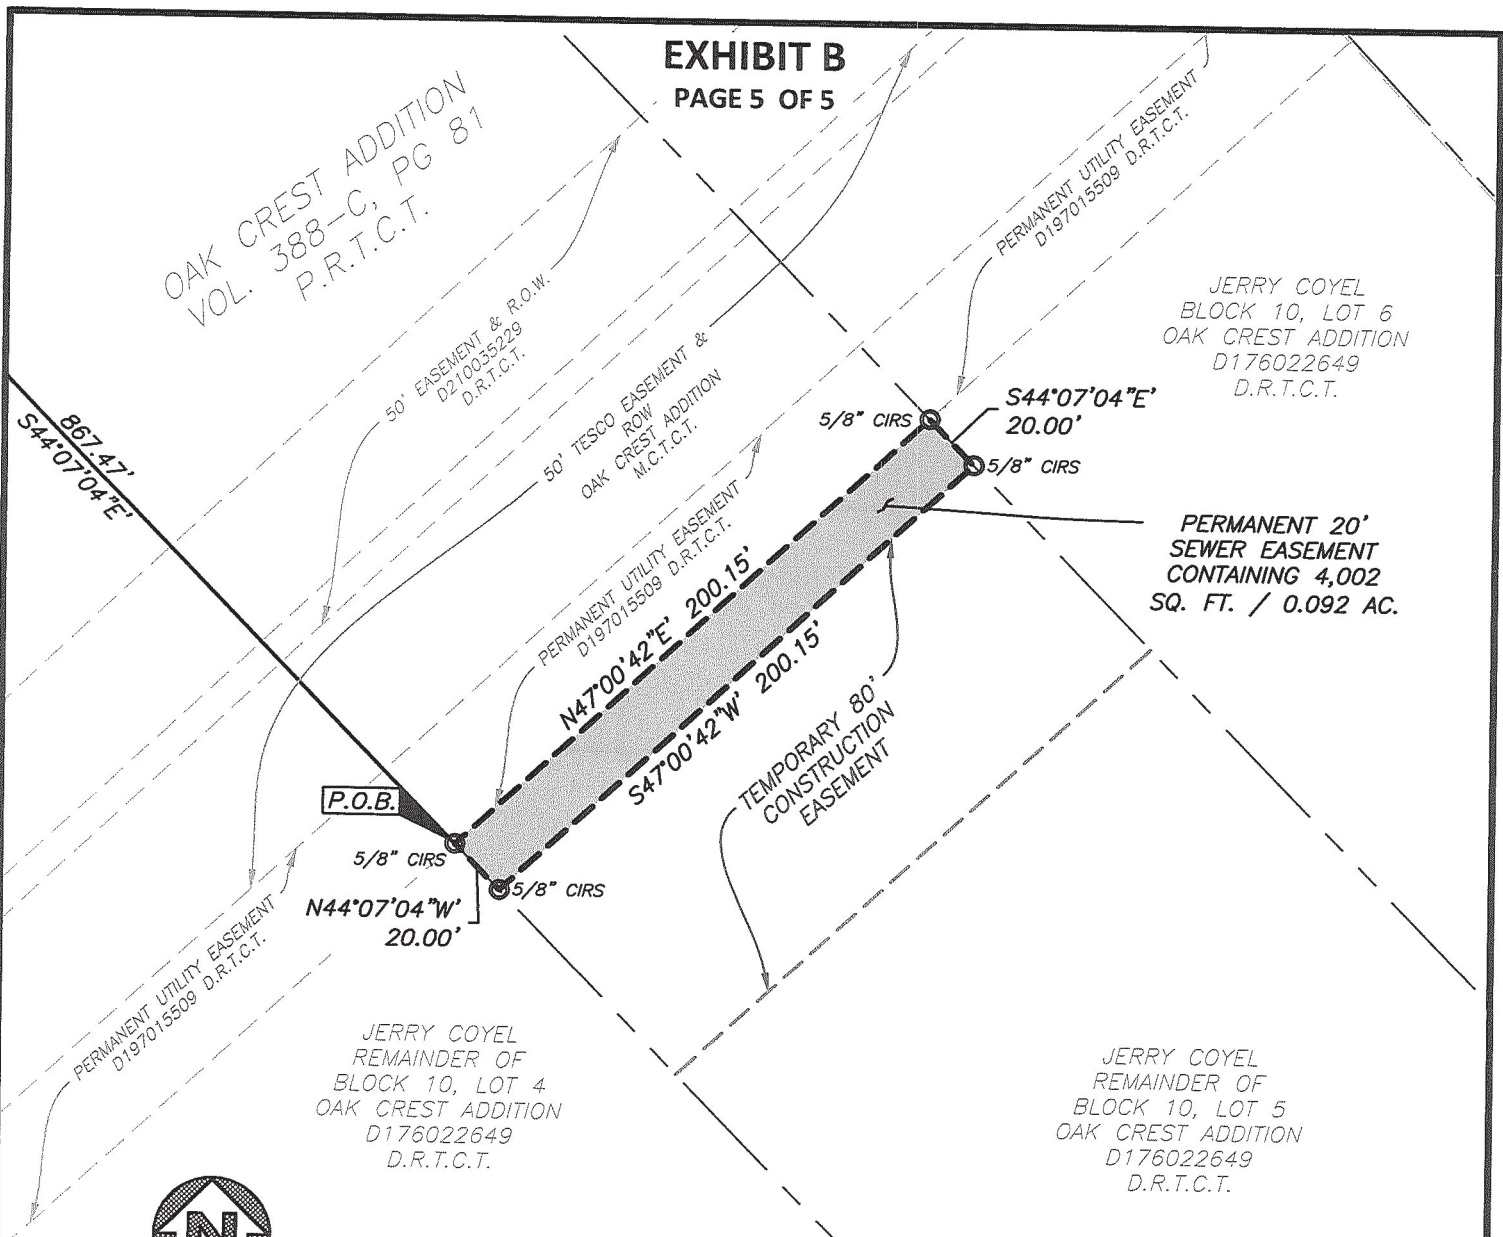 EXHIBIT B
PAGE 5 OF 5
OAK CREST ADDITION
VOL. 388-C, PG 81
P.R.T.C.T.
PERMANENT UTILITY EASEMENT
D197015509 D.R.T.C.T.
50' EASEMENT & R.O.W.
D210035229
D.R.T.C.T.
50' TESCO EASEMENT &
ROW
OAK CREST ADDITION
M.C.T.C.T.
JERRY COYEL
BLOCK 10, LOT 6
OAK CREST ADDITION
D176022649
D.R.T.C.T.
867.47'
S44°07'04"E'
5/8" CIRS
S44°07'04"E'
20.00'
5/8" CIRS
PERMANENT 20'
SEWER EASEMENT
CONTAINING 4,002
SQ. FT. / 0.092 AC.
PERMANENT UTILITY EASEMENT
D197015509 D.R.T.C.T.
N47°00'42"E' 200.15'
S47°00'42"W' 200.15'
TEMPORARY 80'
CONSTRUCTION
EASEMENT
P.O.B.
5/8" CIRS
5/8" CIRS
N44°07'04"W'
20.00'
PERMANENT UTILITY EASEMENT
D197015509 D.R.T.C.T.
JERRY COYEL
REMAINDER OF
BLOCK 10, LOT 4
OAK CREST ADDITION
D176022649
D.R.T.C.T.
JERRY COYEL
REMAINDER OF
BLOCK 10, LOT 5
OAK CREST ADDITION
D176022649
D.R.T.C.T.
N